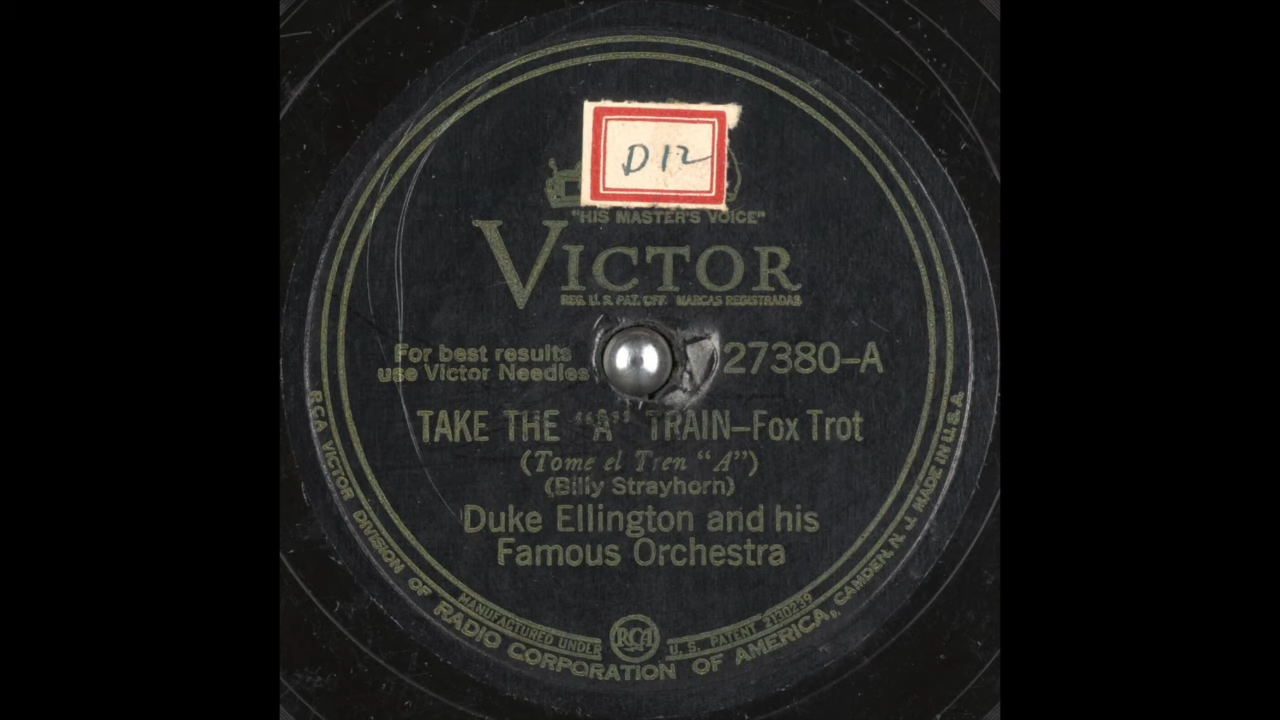 D12
"HIS MASTER'S VOICE"
VICTOR
REG. U. S. PAT. OFF. MARCAS REGISTRADAS
For best results
use Victor Needles
27380-A
TAKE THE "A" TRAIN-Fox Trot
(Tome el Tren "A")
(Billy Strayhorn)
Duke Ellington and his
Famous Orchestra
MANUFACTURED UNDER RCA U. S. PATENT 2130239
RCA VICTOR DIVISION OF RADIO CORPORATION OF AMERICA, CAMDEN, N. J. MADE IN U. S. A.